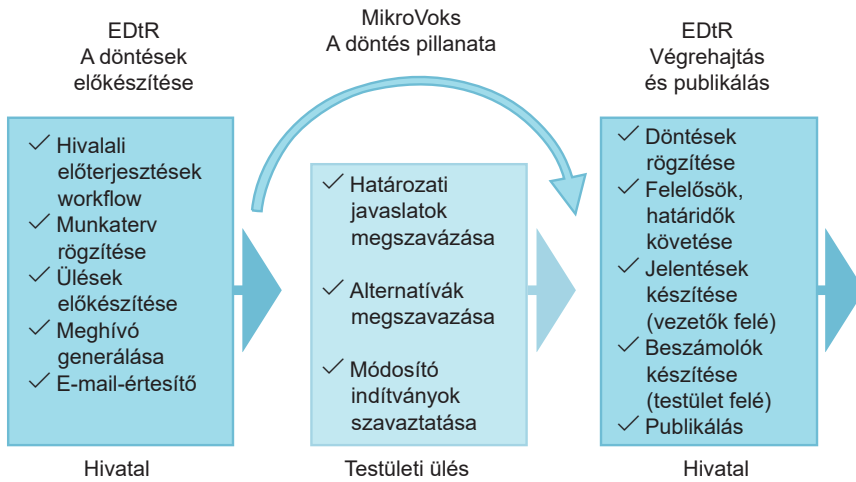 EDtR
A döntések
előkészítése
✓ Hivalali
előterjesztések
workflow
✓ Munkaterv
rögzítése
✓ Ülések
előkészítése
✓ Meghívó
generálása
✓ E-mail-értesítő
Hivatal
MikroVoks
A döntés pillanata
✓ Határozati
javaslatok
megszavázása
✓ Alternatívák
megszavazása
✓ Módosító
indítványok
szavaztatása
Testületi ülés
EDtR
Végrehajtás
és publikálás
✓ Döntések
rögzítése
✓ Felelősök,
határidők
követése
✓ Jelentések
készítése
(vezetők felé)
✓ Beszámolók
készítése
(testület felé)
✓ Publikálás
Hivatal